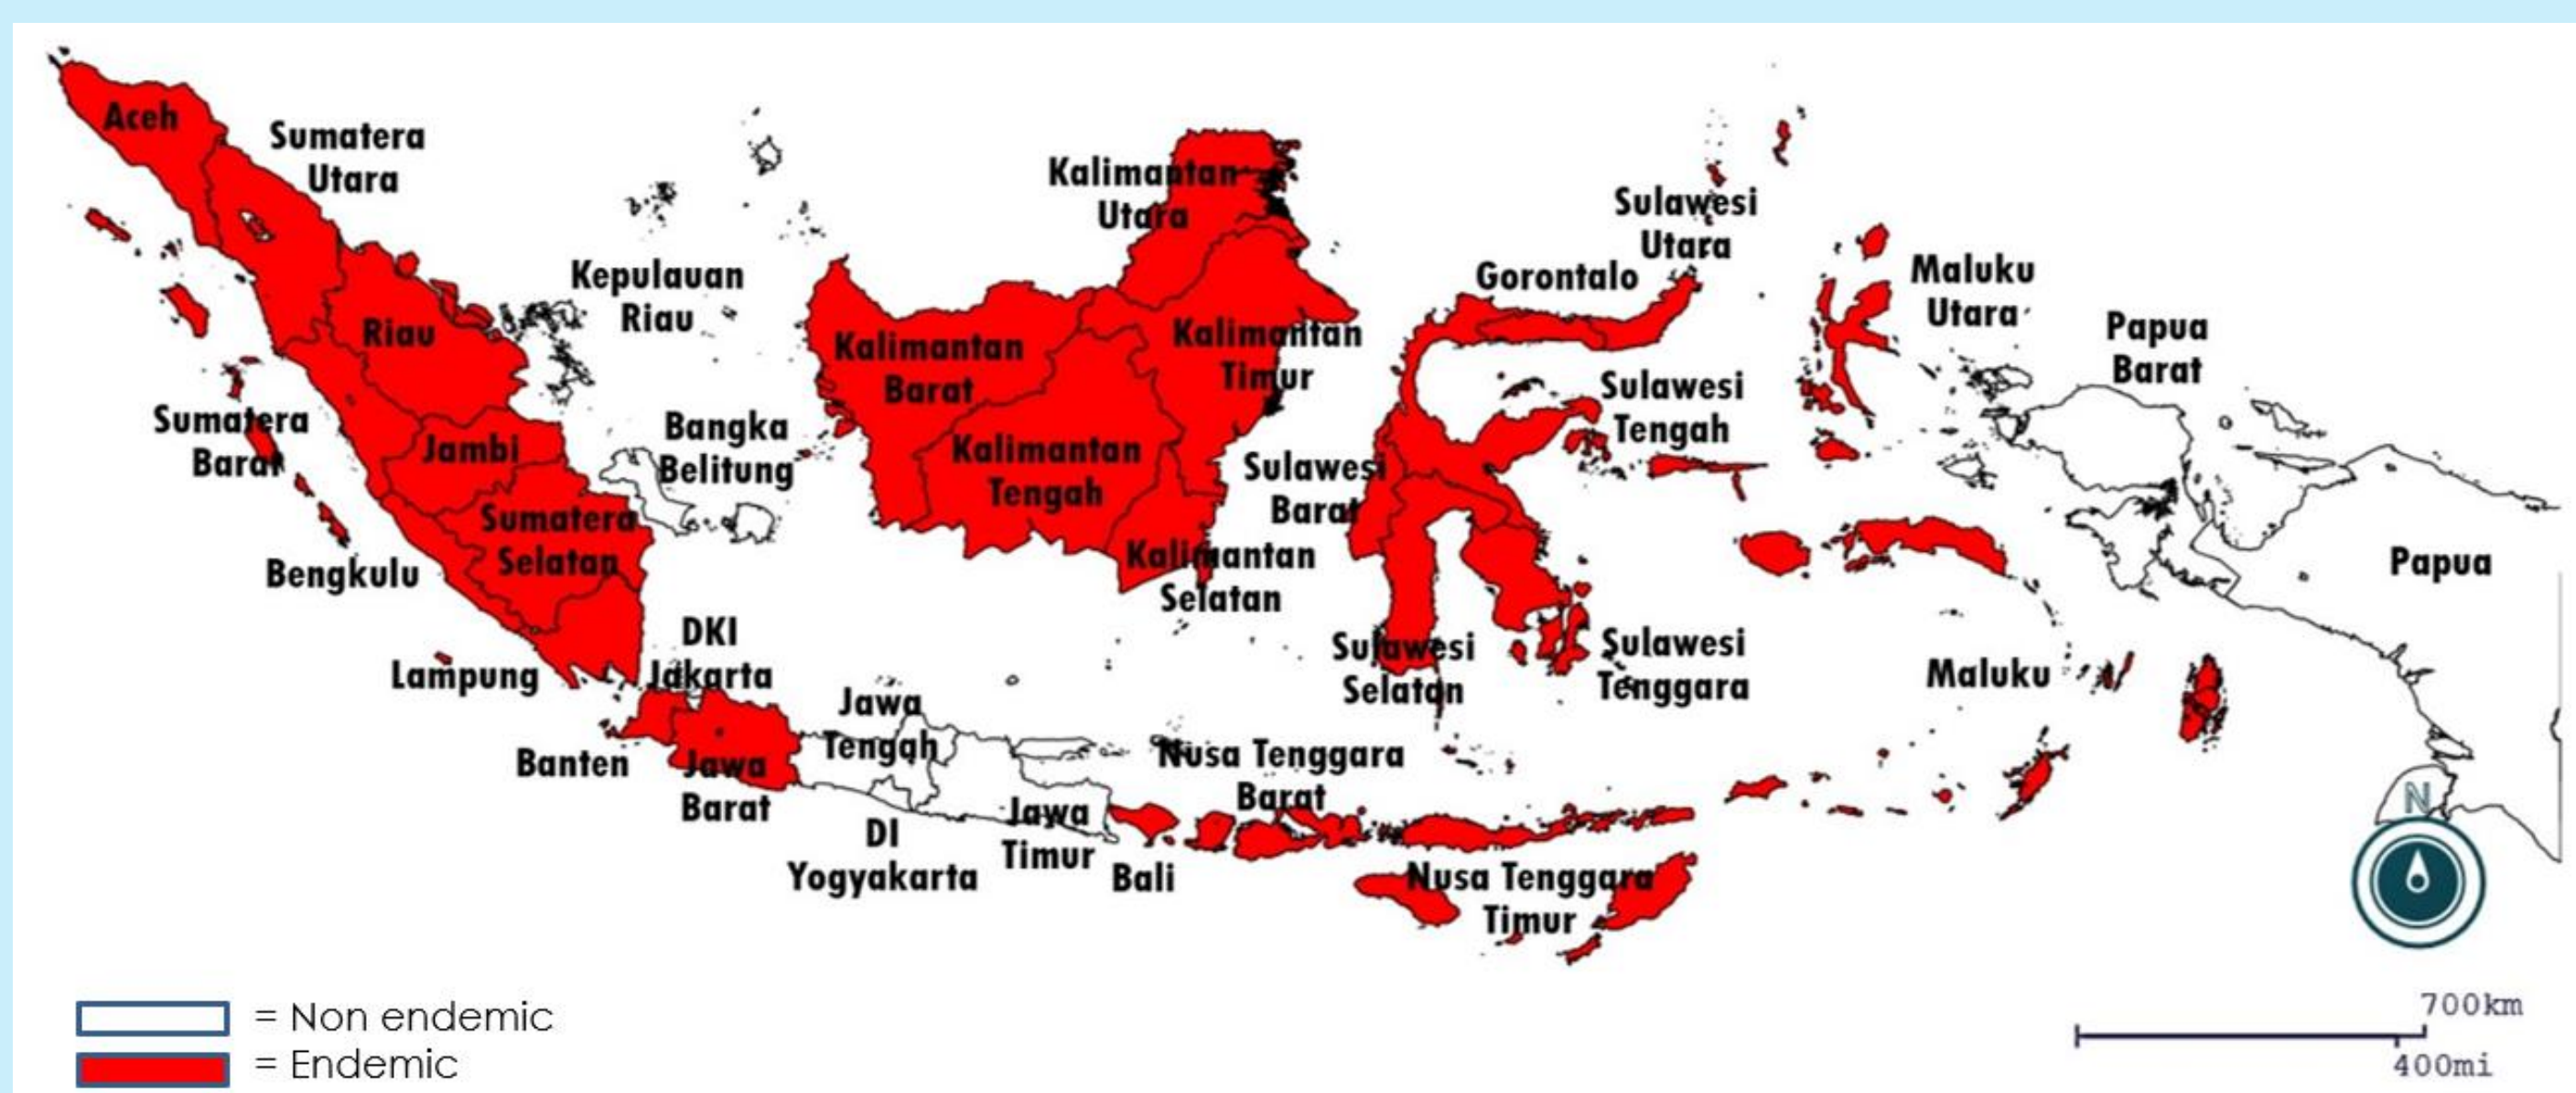 Aceh
Sumatera
Utara
Kepulauan
Riau
Riau
Sumatera
Barat
Jambi
Bangka
Belitung
Sumatera
Selatan
Bengkulu
Lampung
DKI
Jakarta
Banten
Jawa
Barat
Jawa
Tengah
DI
Yogyakarta
Jawa
Timur
Bali
Kalimantan
Utara
Kalimantan
Barat
Kalimantan
Timur
Kalimantan
Tengah
Kalimantan
Selatan
Sulawesi
Utara
Gorontalo
Sulawesi
Tengah
Sulawesi
Barat
Sulawesi
Selatan
Sulawesi
Tenggara
Nusa Tenggara
Barat
Nusa Tenggara
Timur
Maluku
Utara
Maluku
Papua
Barat
Papua
N
= Non endemic
= Endemic
700km
400mi